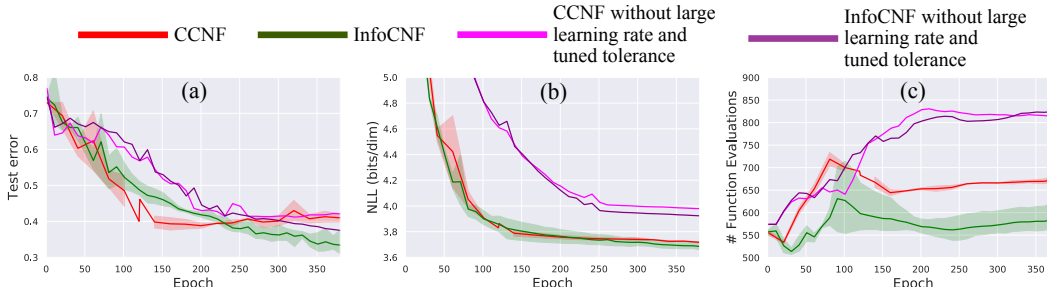 CCNF
InfoCNF
CCNF without large
learning rate and
tuned tolerance
InfoCNF without large
learning rate and
tuned tolerance
(a)
Test error
0.8
0.7
0.6
0.5
0.4
0.3
0 50 100 150 200 250 300 350
Epoch
(b)
NLL (bits/dim)
5.0
4.8
4.6
4.4
4.2
4.0
3.8
3.6
0 50 100 150 200 250 300 350
Epoch
(c)
# Function Evaluations
900
850
800
750
700
650
600
550
500
0 50 100 150 200 250 300 350
Epoch